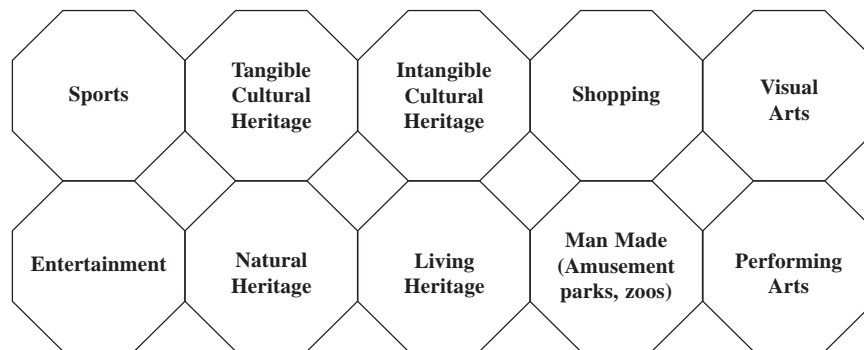 Sports
Tangible
Cultural
Heritage
Intangible
Cultural
Heritage
Shopping
Visual
Arts
Entertainment
Natural
Heritage
Living
Heritage
Man Made
(Amusement
parks, zoos)
Performing
Arts